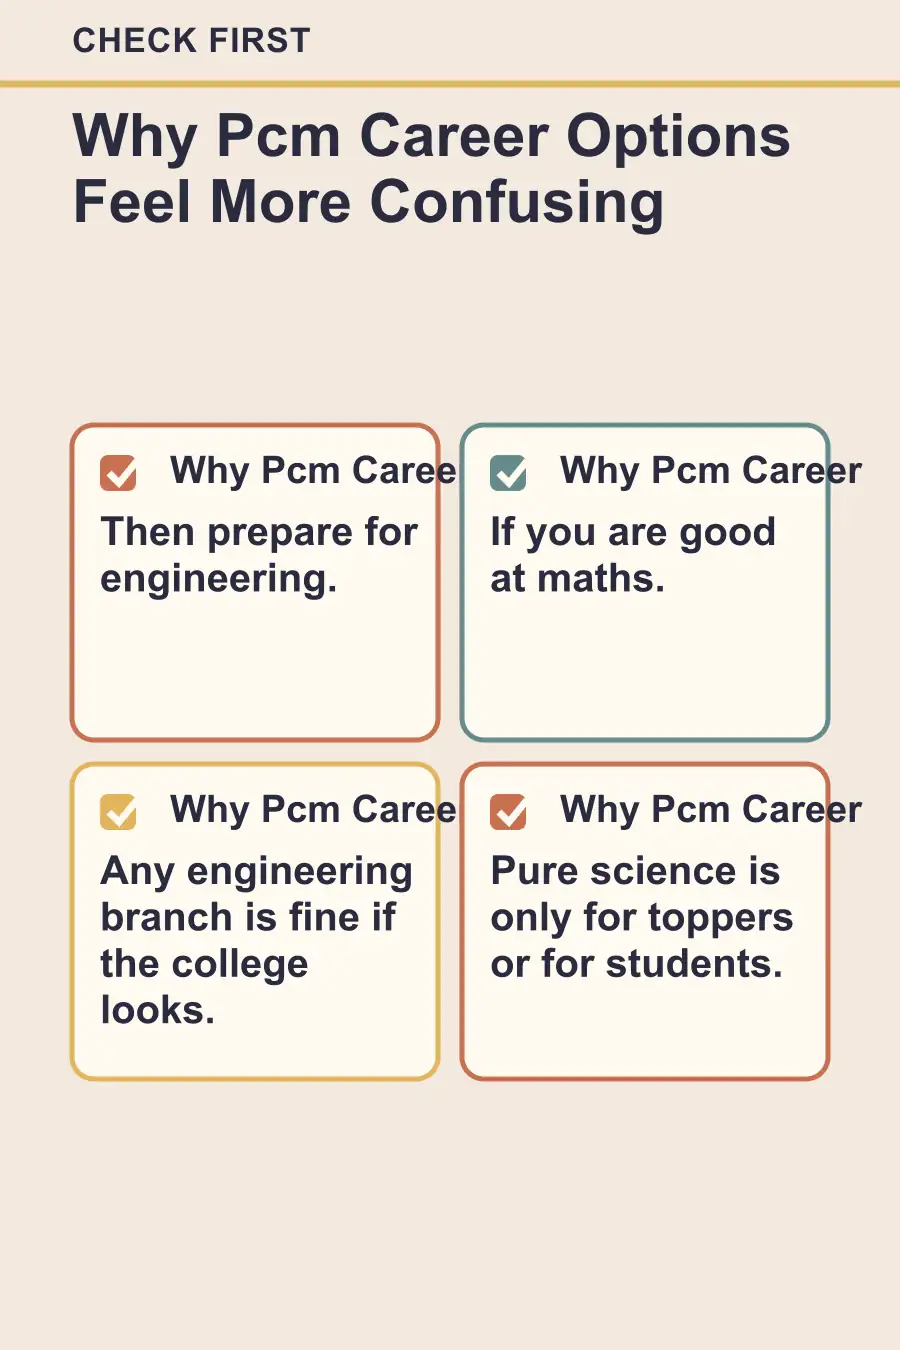 CHECK FIRST
Why Pcm Career Options
Feel More Confusing
Why Pcm Caree
Then prepare for
engineering.
Why Pcm Career
If you are good
at maths.
Why Pcm Caree
Any engineering
branch is fine if
the college
looks.
Why Pcm Career
Pure science is
only for toppers
or for students.